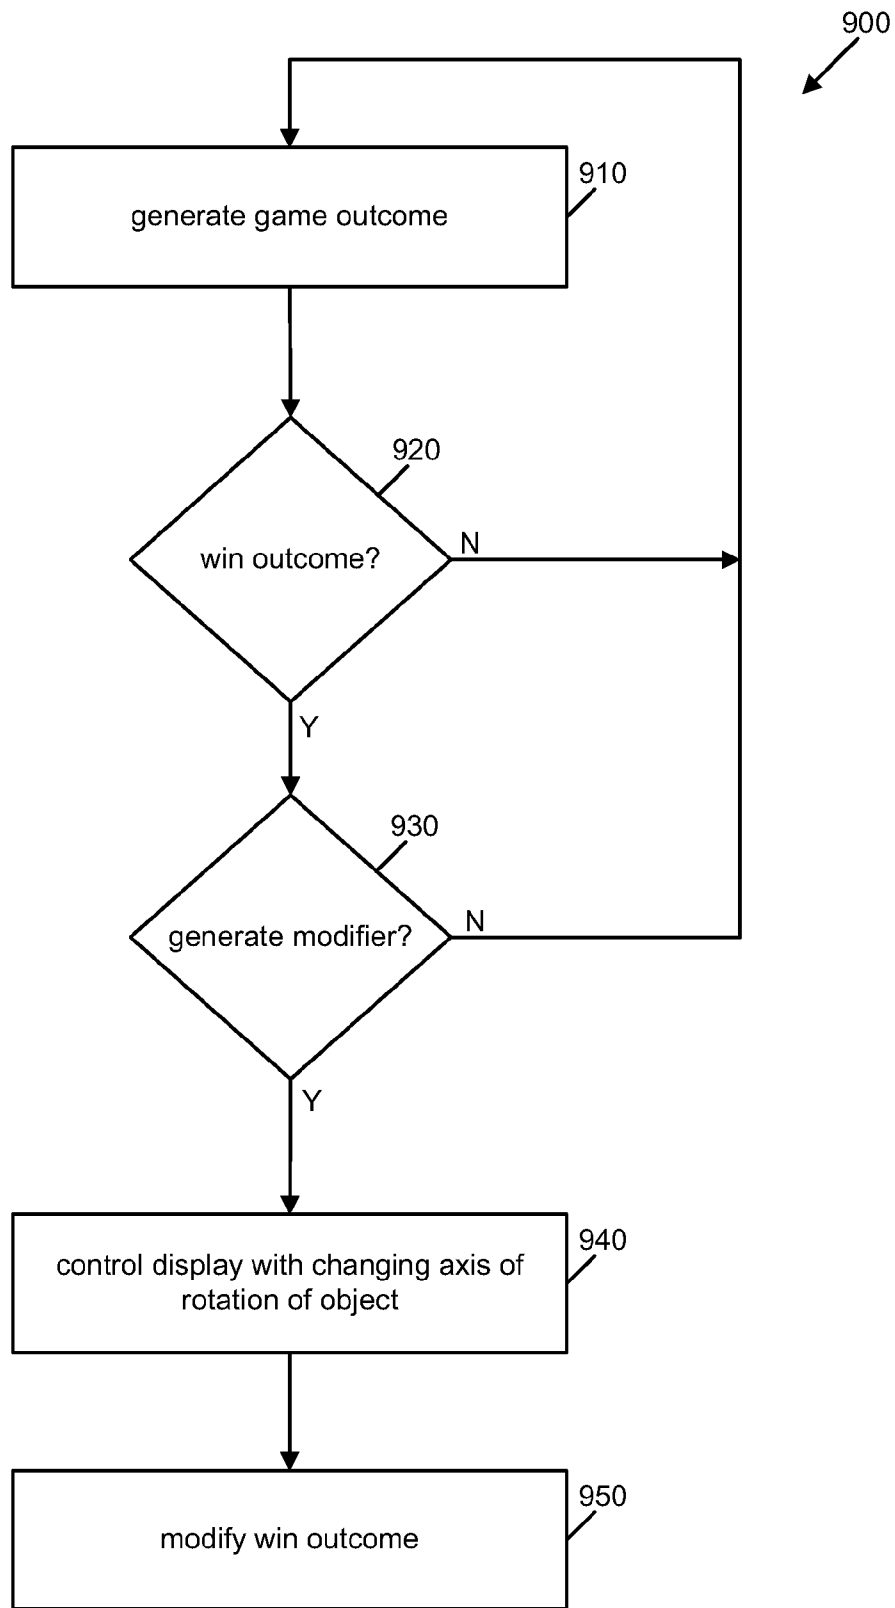 900
910
generate game outcome
920
win outcome?
N
Y
930
generate modifier?
N
Y
940
control display with changing axis of
rotation of object
950
modify win outcome